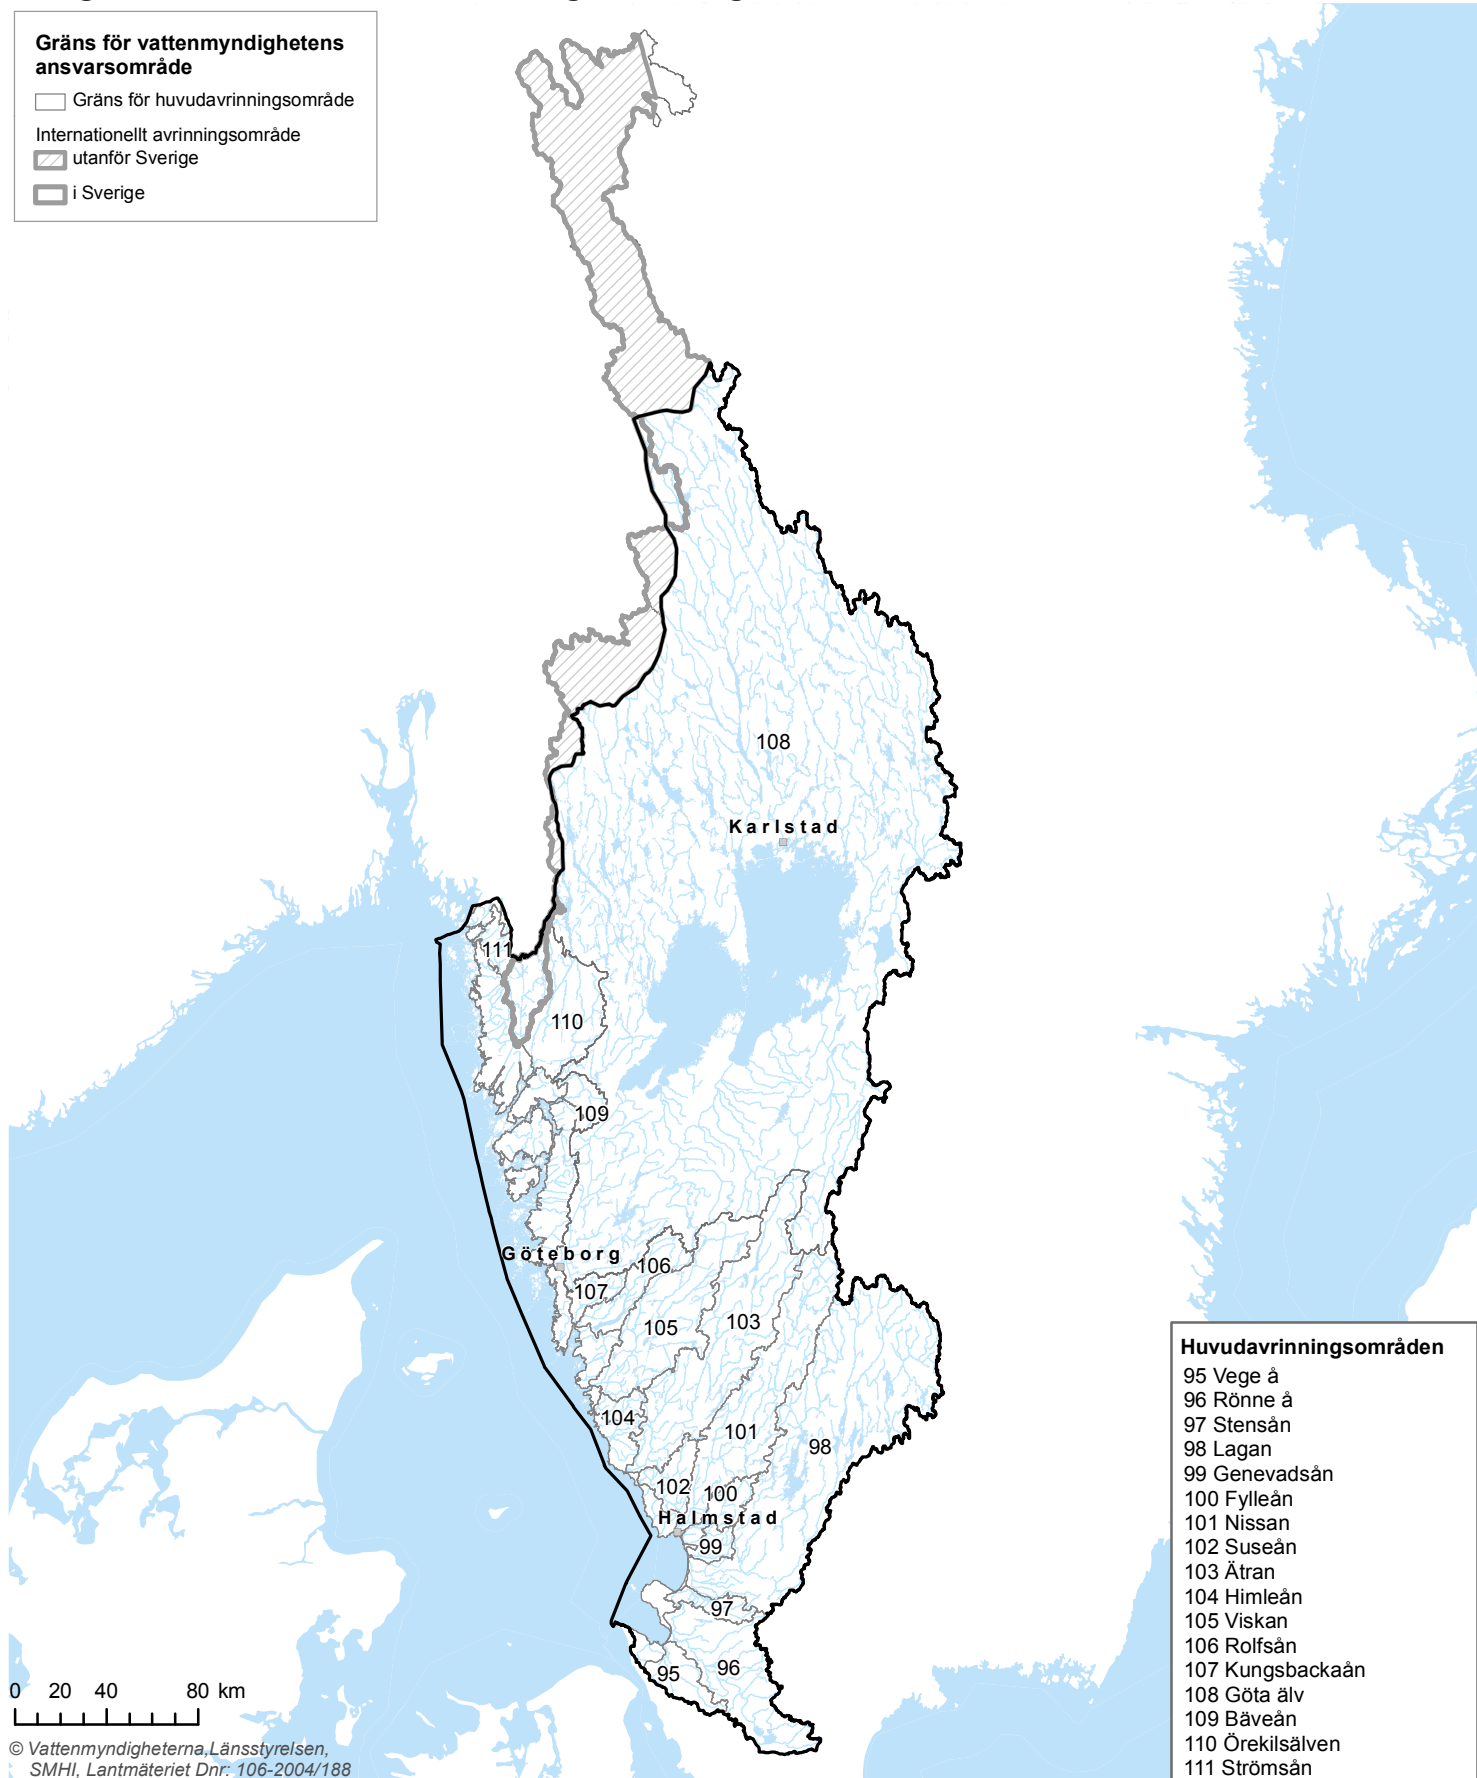 Gräns för vattenmyndighetens
ansvarsområde
Gräns för huvudavrinningsområde
Internationellt avrinningsområde
utanför Sverige
i Sverige
108
Karlstad
111
110
109
Göteborg
106
107
105
103
104
101
98
102
100
Halmstad
99
97
95
96
Huvudavrinningsområden
95 Vege å
96 Rönne å
97 Stensån
98 Lagan
99 Genevadsån
100 Fylleån
101 Nissan
102 Suseån
103 Ätran
104 Himleån
105 Viskan
106 Rolfsån
107 Kungsbackaån
108 Göta älv
109 Bäveån
110 Örekilsälven
111 Strömsån
0 20 40 80 km
© Vattenmyndigheterna,Länsstyrelsen,
SMHI, Lantmäteriet Dnr: 106-2004/188